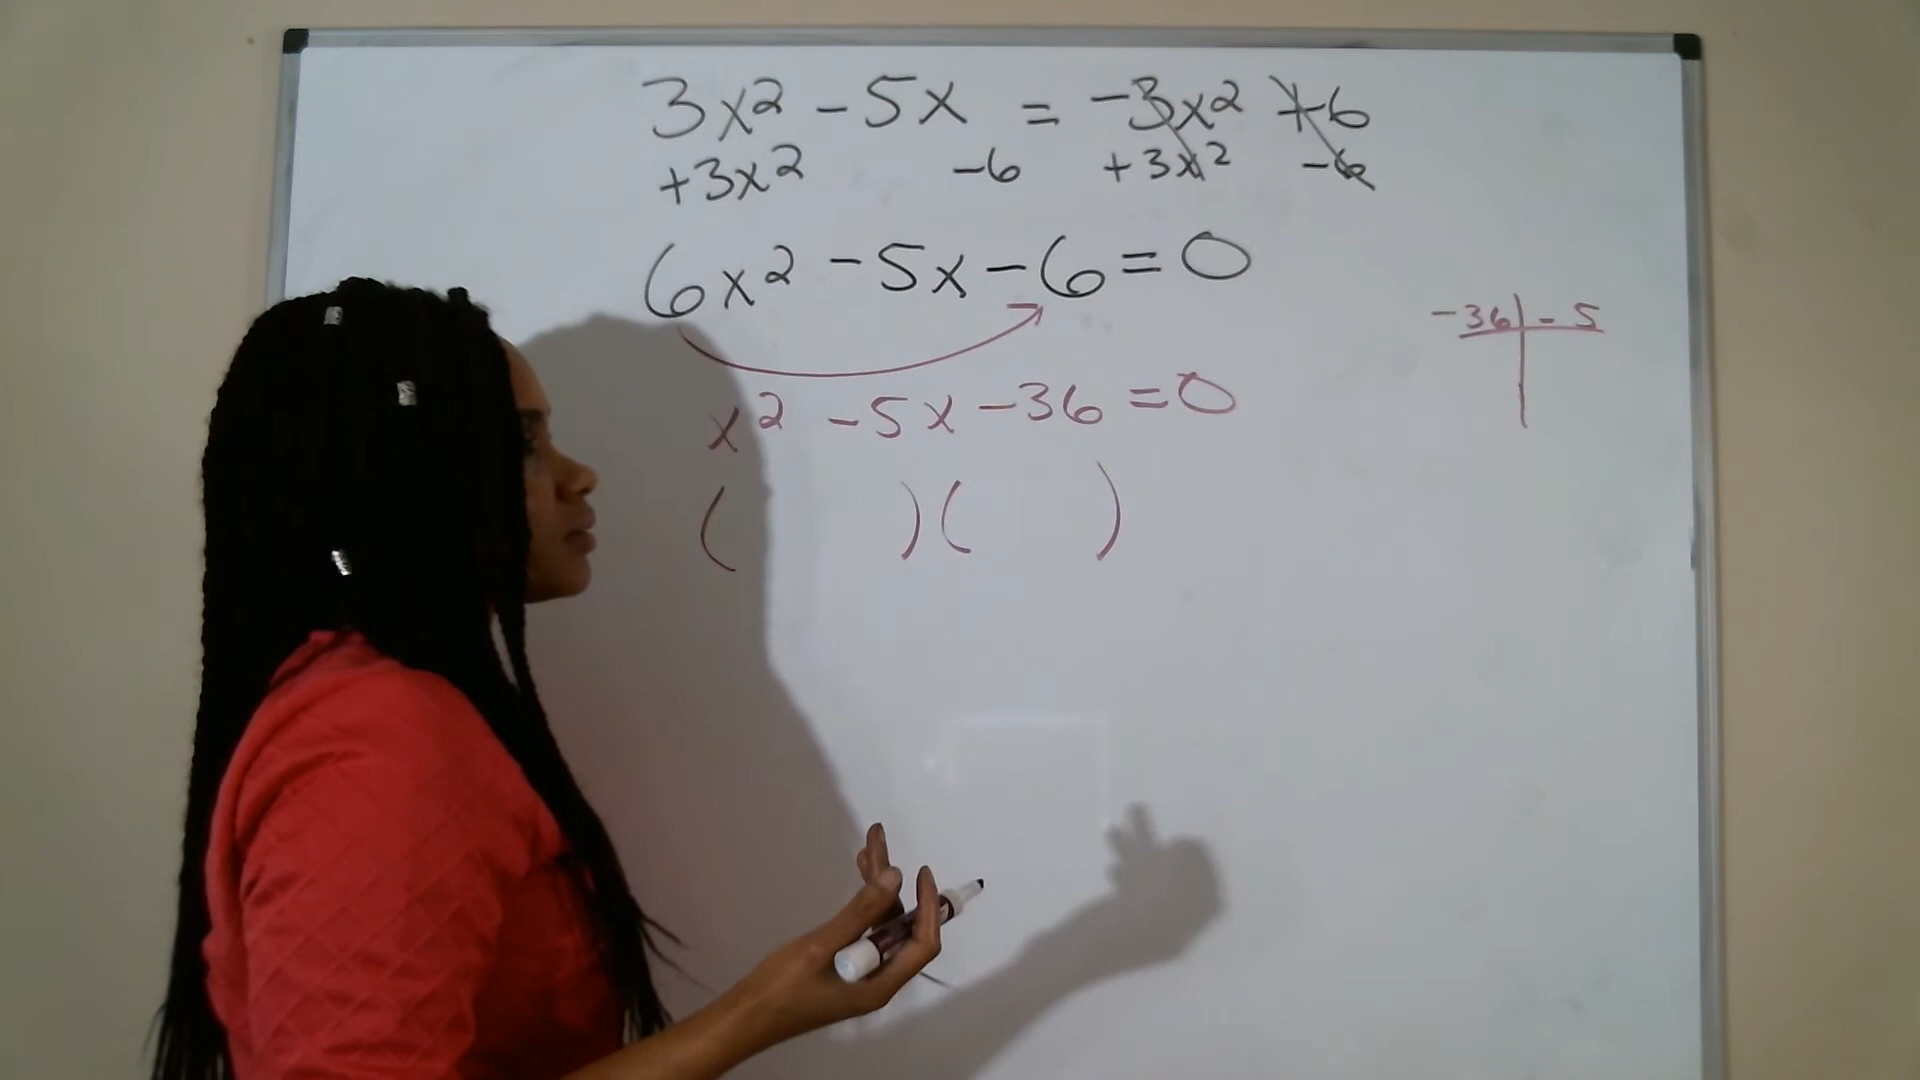 3x2 - 5x = -3x2 +6
+3x2 -6 +3x2 -6
6x2 - 5x - 6 = 0
-36 | - 5
x2 - 5x - 36 = 0
( ) ( )